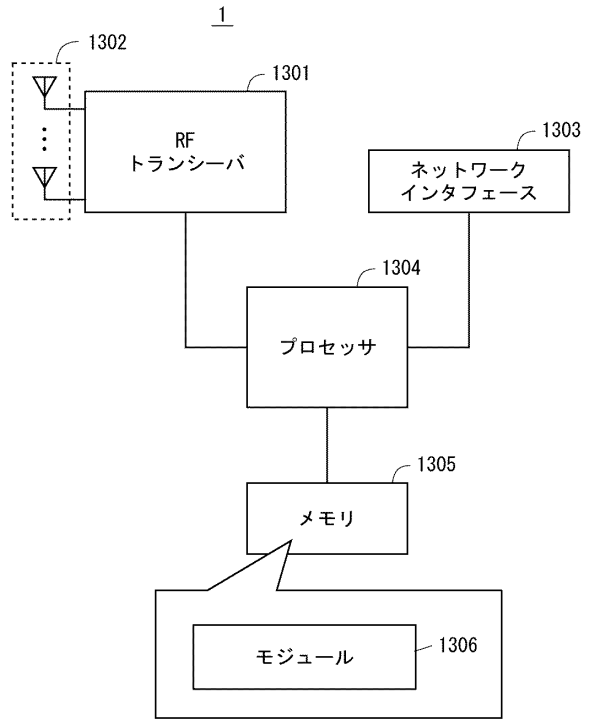 1
1302
1301
RF
トランシーバ
1303
ネットワーク
インタフェース
1304
プロセッサ
1305
メモリ
モジュール
1306